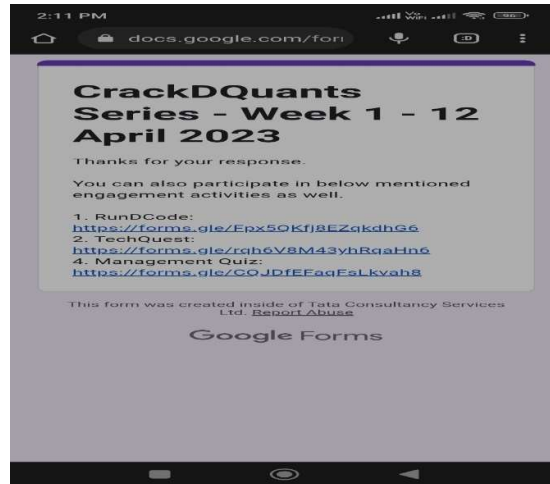 2:11 PM
docs.google.com/forr
CrackDQuants
Series - Week 1 - 12
April 2023
Thanks for your response.
You can also participate in below mentioned
engagement activities as well.
1. RunDCode:
https://forms.gle/Fpx5QKfj8EZqkdhG6
2. TechQuest:
https://forms.gle/rqh6V8M43yhRqaHn6
4. Management Quiz:
https://forms.gle/CQJDfEFaqFsLkvah8
This form was created inside of Tata Consultancy Services
Ltd. Report Abuse
Google Forms